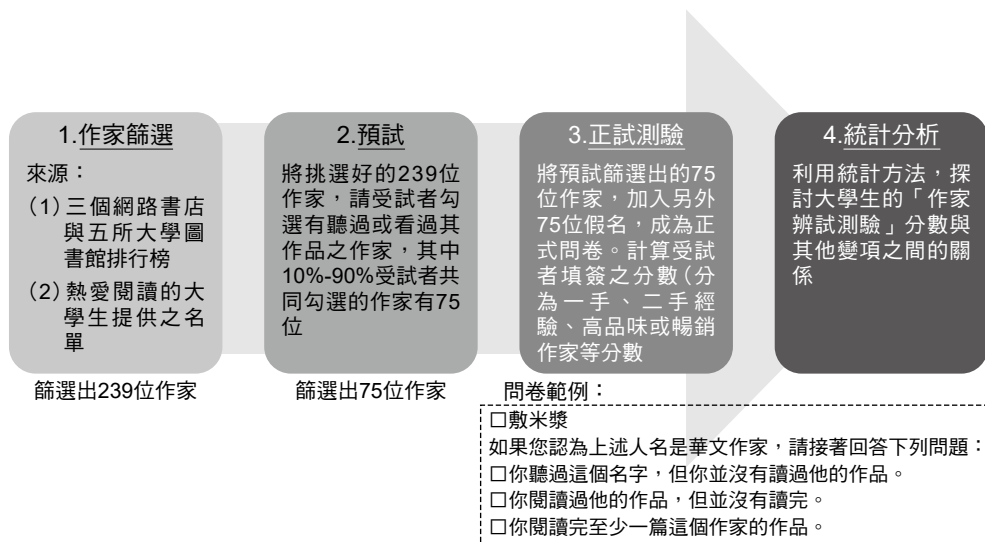 1.作家篩選
來源：
（1）三個網路書店
與五所大學圖
書館排行榜
（2）熱愛閱讀的大
學生提供之名
單
篩選出239位作家
2.預試
將挑選好的239位
作家，請受試者勾
選有聽過或看過其
作品之作家，其中
10%-90%受試者共
同勾選的作家有75
位
篩選出75位作家
3.正試測驗
將預試篩選出的75
位作家，加入另外
75位假名，成為正
式問卷。計算受試
者填簽之分數（分
為一手、二手經
驗、高品味或暢銷
作家等分數
4.統計分析
利用統計方法，探
討大學生的「作家
辨試測驗」分數與
其他變項之間的關
係
問卷範例：
□敷米漿
如果您認為上述人名是華文作家，請接著回答下列問題：
□你聽過這個名字，但你並沒有讀過他的作品。
□你閱讀過他的作品，但並沒有讀完。
□你閱讀完至少一篇這個作家的作品。